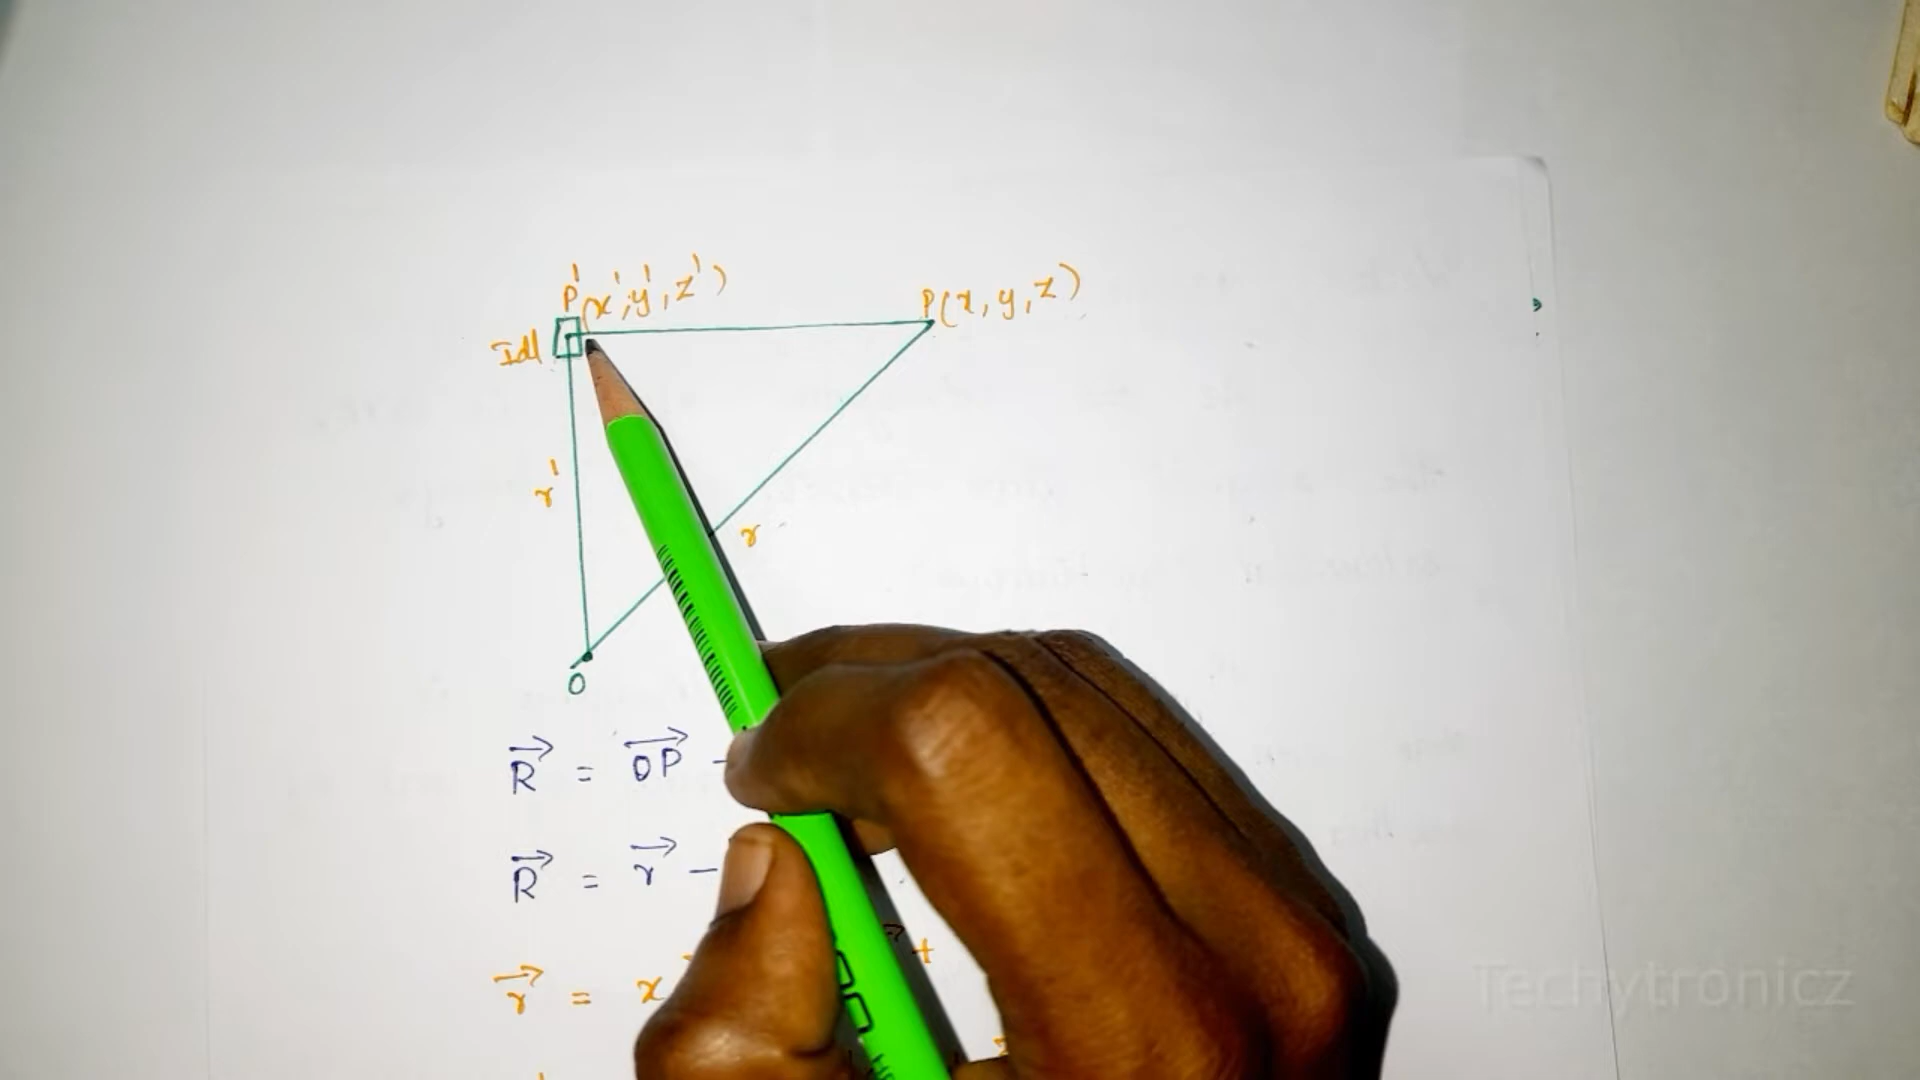 P'(x', y', z')
P(x, y, z)
Idl
r'
r
O
R⃗ = OP⃗ -
R⃗ = r⃗ -
r⃗ = x
+
Techytronicz